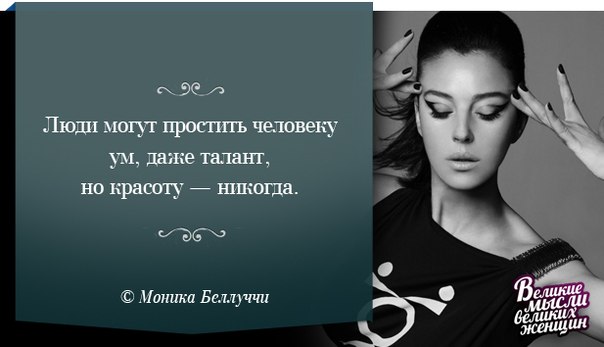 Люди могут простить человеку
ум, даже талант,
но красоту — никогда.
© Моника Беллуччи
Великие
мысли
великих
женщин